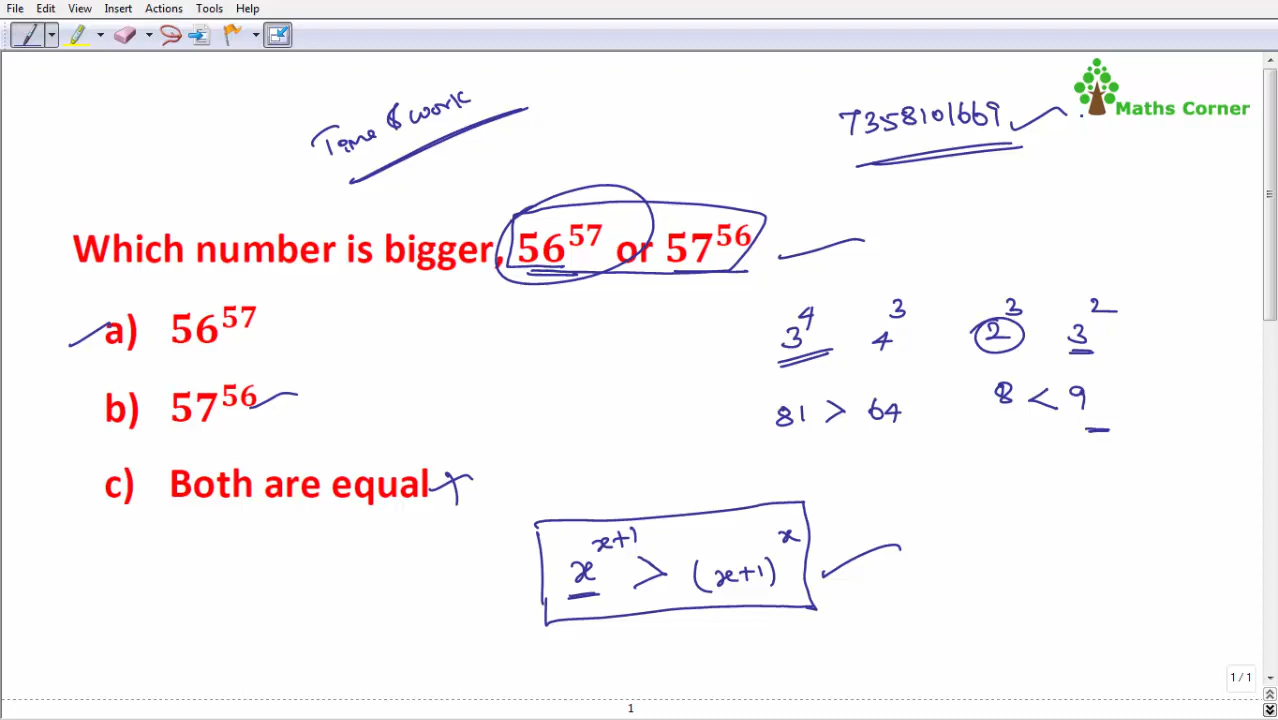 File Edit View Insert Actions Tools Help
Time & work
7358101669
Maths Corner
Which number is bigger, 56^57 or 57^56
a) 56^57
b) 57^56
c) Both are equal
3^4 4^3 2^3 3^2
81 > 64 8 < 9
x^x+1 > (x+1)^x
1 / 1
1